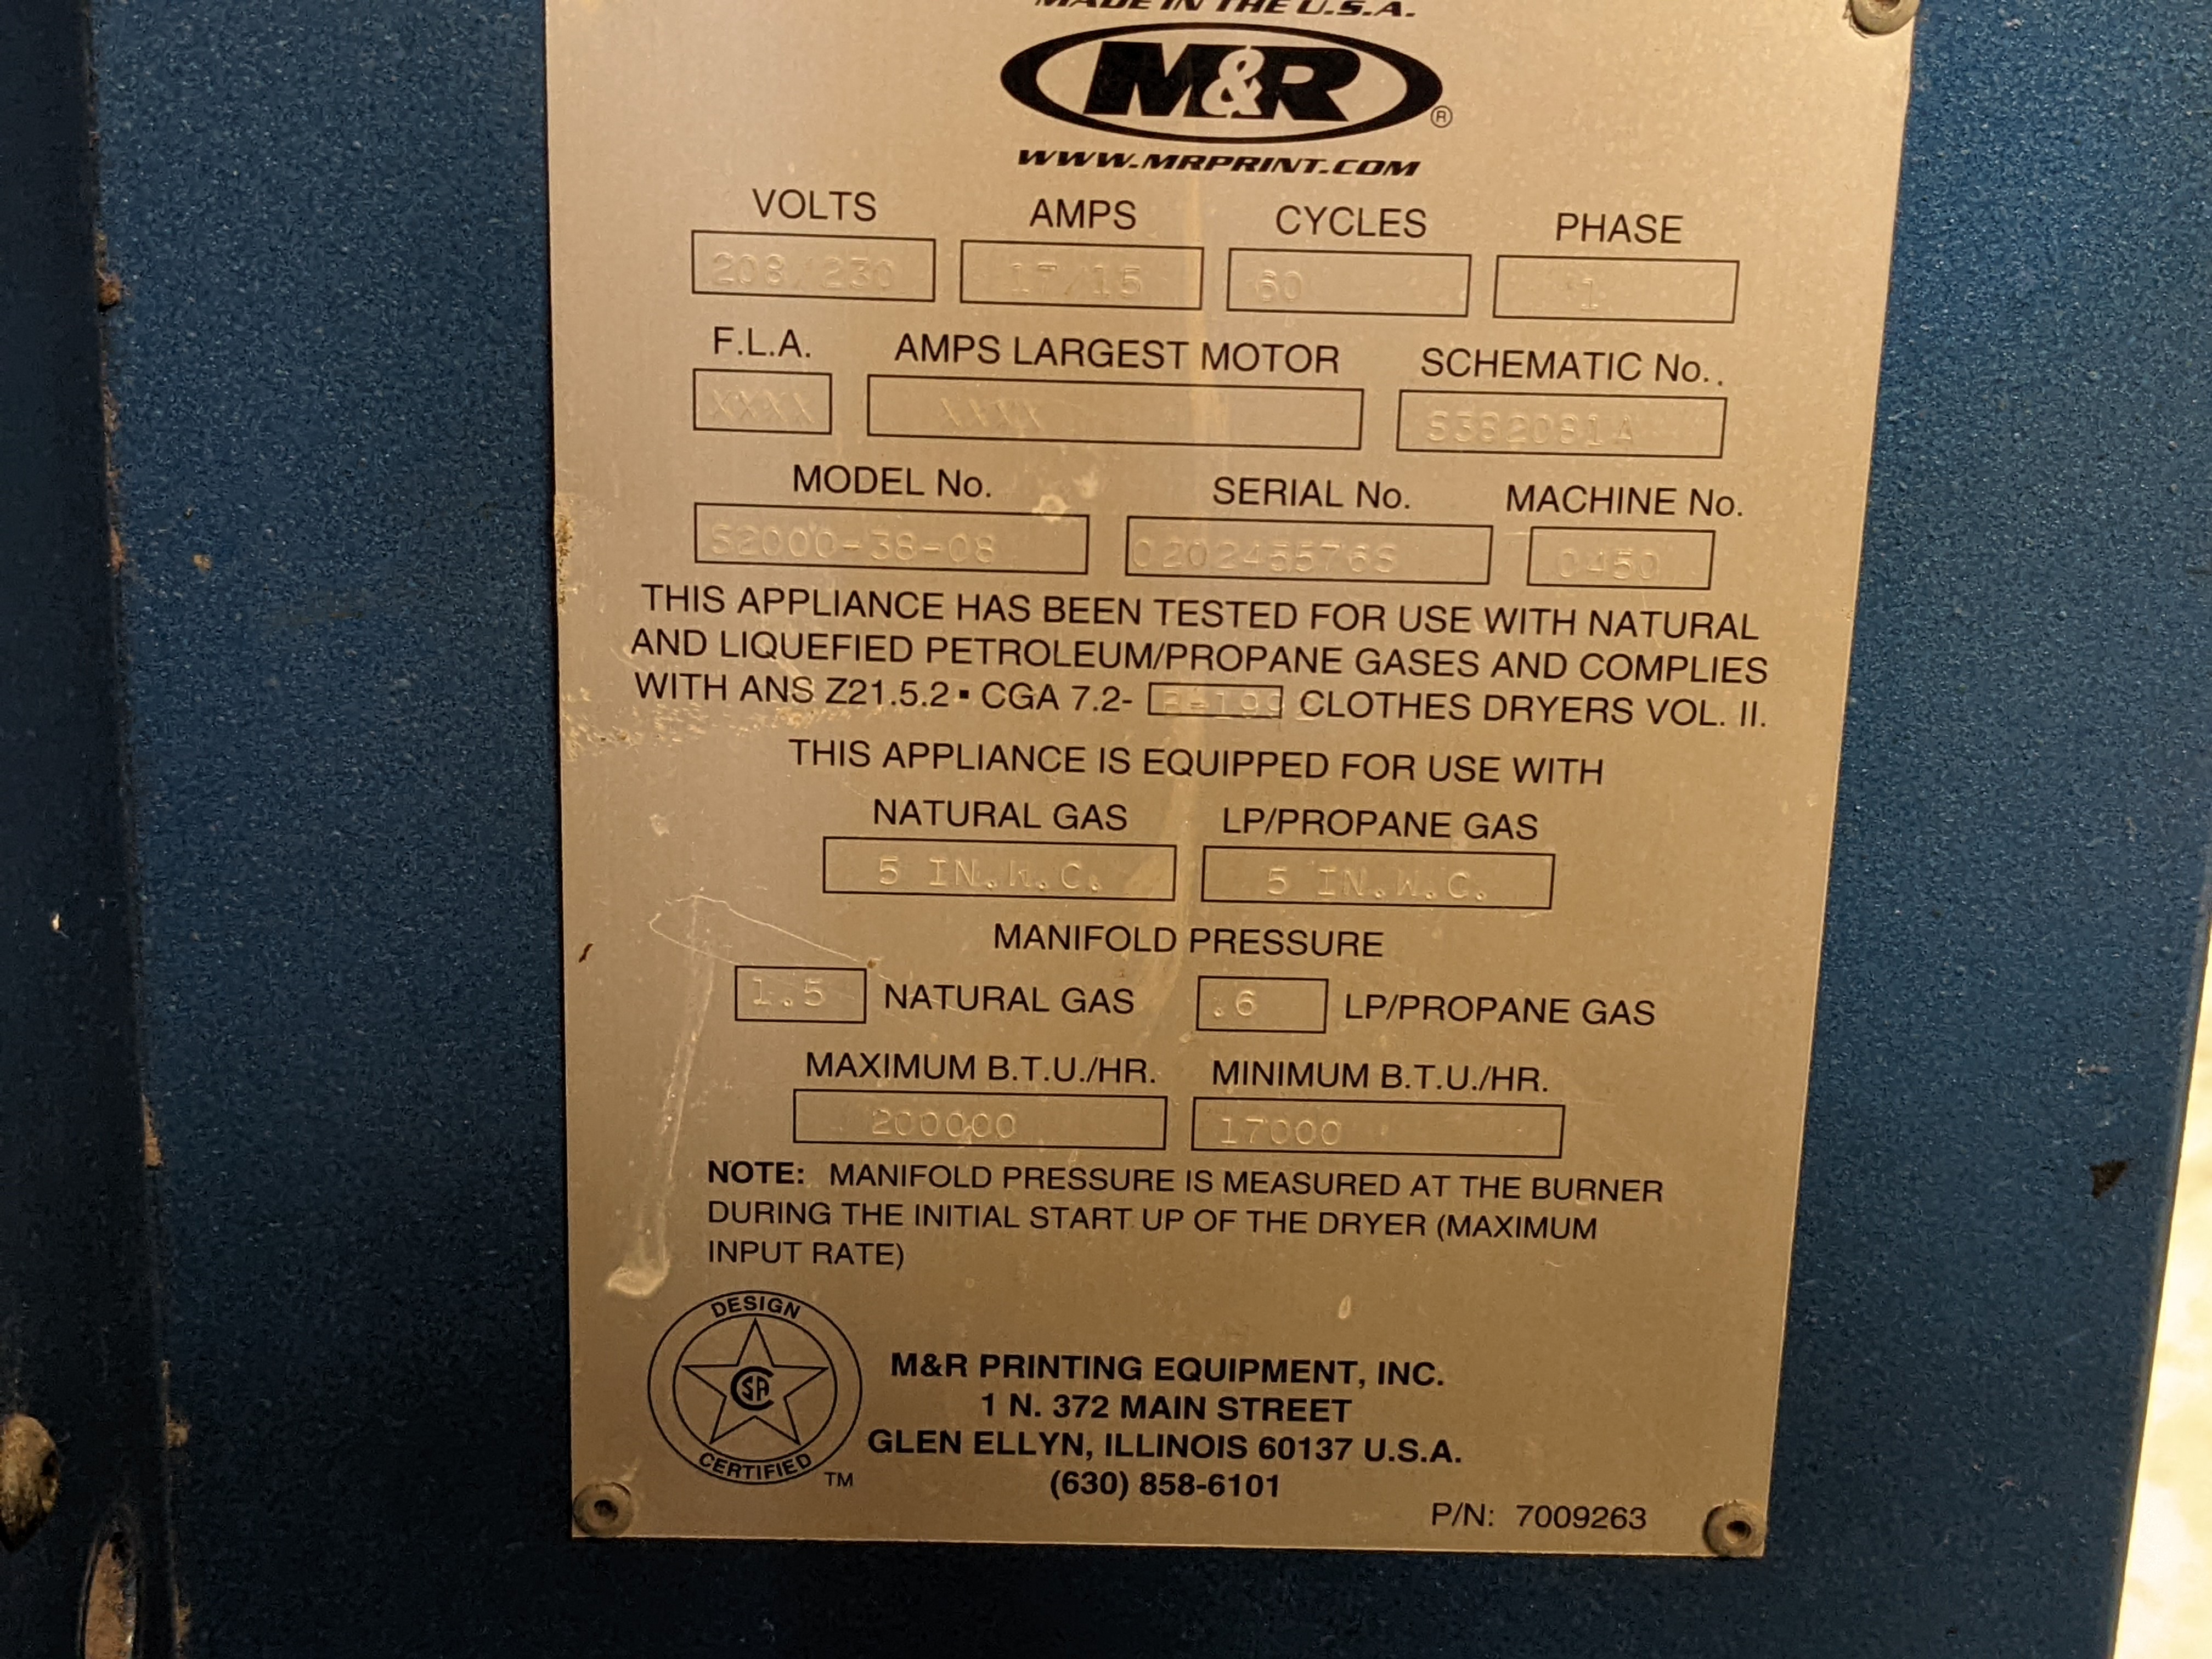 MADE IN THE U.S.A.
M&R®
WWW.MRPRINT.COM
VOLTS AMPS CYCLES PHASE
208/230 17/15 60 1
F.L.A. AMPS LARGEST MOTOR SCHEMATIC No..
XXXX XXXX S382081A
MODEL No. SERIAL No. MACHINE No.
S2000-38-08 020245576S 0450
THIS APPLIANCE HAS BEEN TESTED FOR USE WITH NATURAL
AND LIQUEFIED PETROLEUM/PROPANE GASES AND COMPLIES
WITH ANS Z21.5.2 ▪ CGA 7.2- CLOTHES DRYERS VOL. II.
THIS APPLIANCE IS EQUIPPED FOR USE WITH
NATURAL GAS LP/PROPANE GAS
5 IN.W.C. 5 IN.W.C.
MANIFOLD PRESSURE
1.5 NATURAL GAS .6 LP/PROPANE GAS
MAXIMUM B.T.U./HR. MINIMUM B.T.U./HR.
200000 17000
NOTE: MANIFOLD PRESSURE IS MEASURED AT THE BURNER
DURING THE INITIAL START UP OF THE DRYER (MAXIMUM
INPUT RATE)
DESIGN
CSA
CERTIFIED TM
M&R PRINTING EQUIPMENT, INC.
1 N. 372 MAIN STREET
GLEN ELLYN, ILLINOIS 60137 U.S.A.
(630) 858-6101
P/N: 7009263